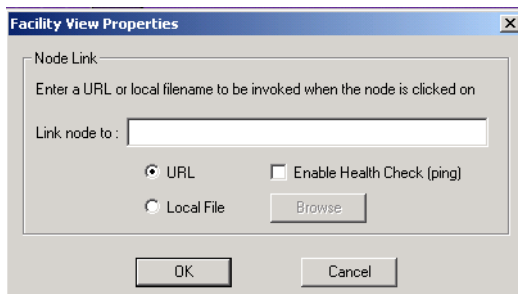 Facility View Properties
Node Link
Enter a URL or local filename to be invoked when the node is clicked on
Link node to :
URL
Enable Health Check (ping)
Local File
Browse
OK
Cancel